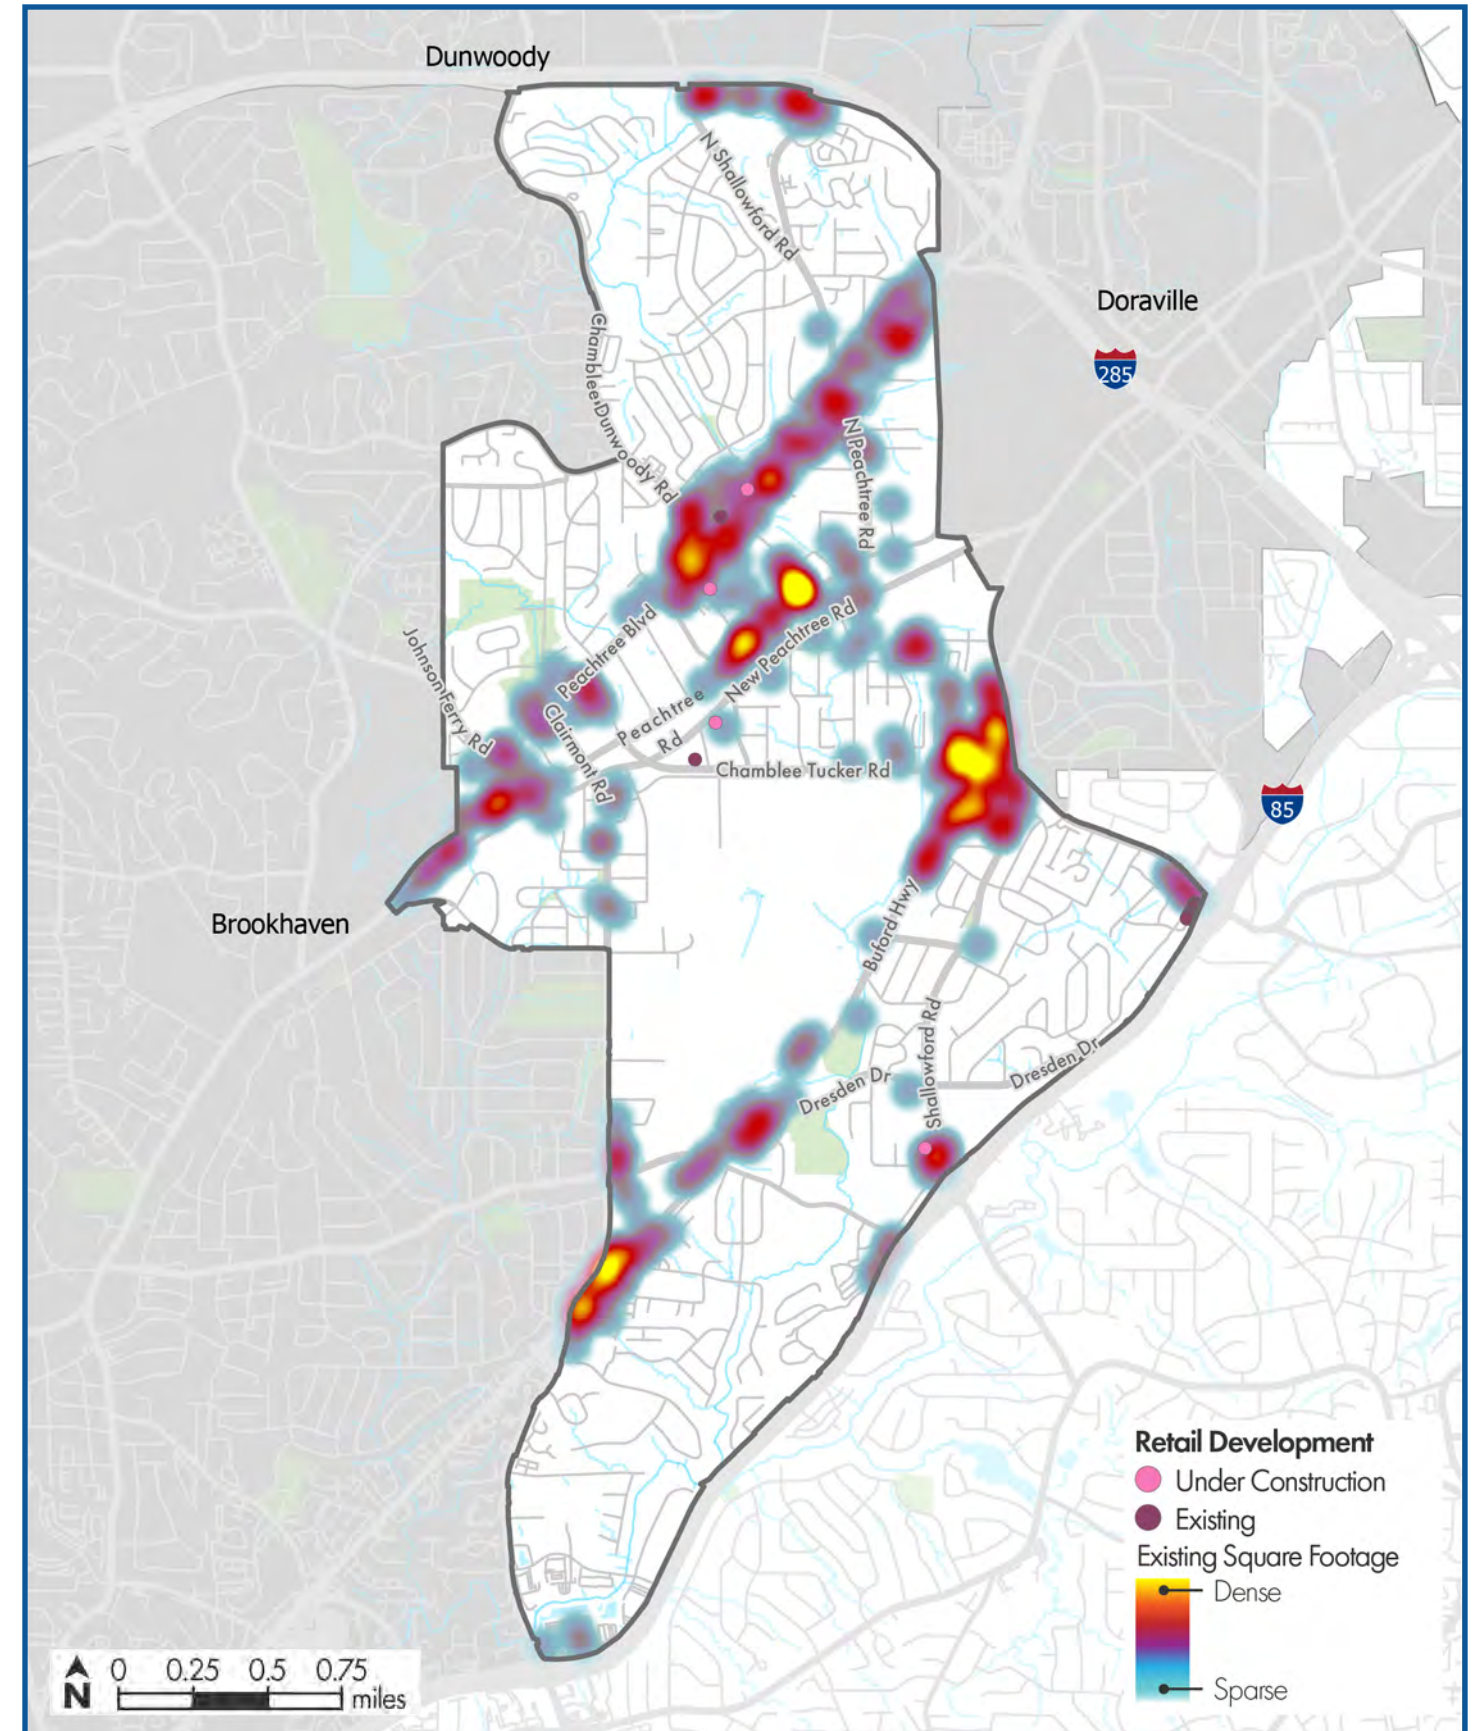 Dunwoody
N Shallowford Rd
Doraville
285
Chamblee-Dunwoody Rd
N Peachtree Rd
Peachtree Blvd
New Peachtree Rd
Johnson Ferry Rd
Clairmont Rd
Peachtree
Rd
Chamblee Tucker Rd
85
Brookhaven
Buford Hwy
Shallowford Rd
Dresden Dr
Dresden Dr
Retail Development
Under Construction
Existing
Existing Square Footage
Dense
Sparse
0 0.25 0.5 0.75
N
miles